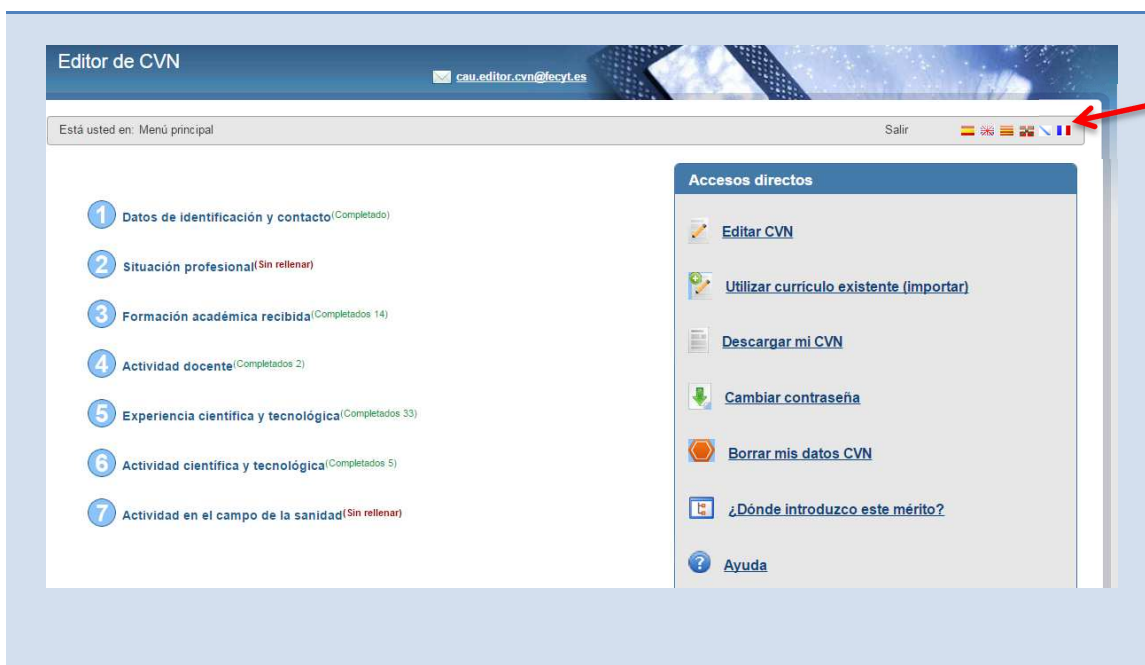 Editor de CVN
cau.editor.cvn@fecyt.es
Está usted en: Menú principal
Salir
1 Datos de identificación y contacto(Completado)
2 Situación profesional(Sin rellenar)
3 Formación académica recibida(Completados 14)
4 Actividad docente(Completados 2)
5 Experiencia científica y tecnológica(Completados 33)
6 Actividad científica y tecnológica(Completados 5)
7 Actividad en el campo de la sanidad(Sin rellenar)
Accesos directos
Editar CVN
Utilizar currículo existente (importar)
Descargar mi CVN
Cambiar contraseña
Borrar mis datos CVN
¿Dónde introduzco este mérito?
Ayuda